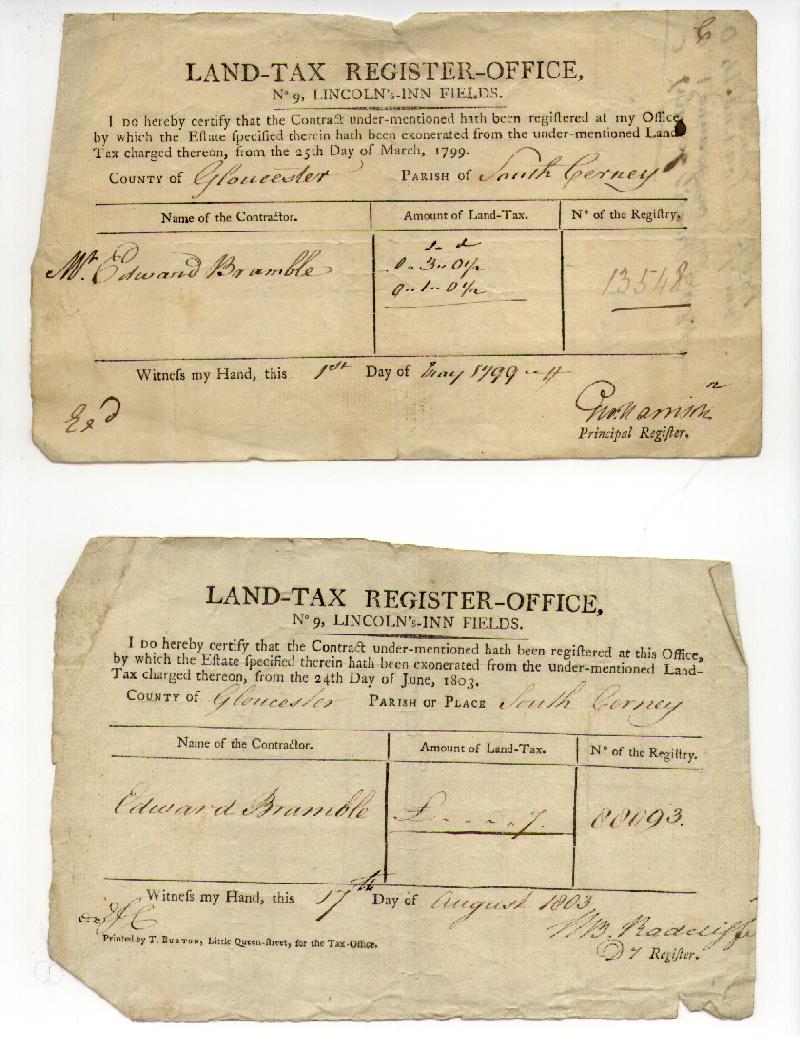 LAND-TAX REGISTER-OFFICE,
Nº 9, LINCOLN's-INN FIELDS.
I DO hereby certify that the Contract under-mentioned hath been registered at my Office,
by which the Eſtate ſpecified therein hath been exonerated from the under-mentioned Land
Tax charged thereon, from the 25th Day of March, 1799.
COUNTY OF Gloucester PARISH OF South Cerney
Name of the Contractor. Amount of Land-Tax. Nº of the Regiſtry.
s d
Mr. Edward Bramble 0 .. 3 .. 0½ 13548
0 .. 1 .. 0½
Witneſs my Hand, this 1st Day of May 1799
Exd
Principal Regiſter.
LAND-TAX REGISTER-OFFICE,
Nº 9, LINCOLN's-INN FIELDS.
I DO hereby certify that the Contract under-mentioned hath been regiſtered at this Office,
by which the Eſtate ſpecified therein hath been exonerated from the under-mentioned Land-
Tax charged thereon, from the 24th Day of June, 1803.
COUNTY OF Gloucester PARISH OR PLACE South Cerney
Name of the Contractor. Amount of Land-Tax. Nº of the Regiſtry.
Edward Bramble £ - . . . 7. 88093.
Witneſs my Hand, this 17th Day of August 1803
Radcliffe
Printed by T. BURTON, Little Queen-ſtreet, for the Tax-Office.
Dy Regiſter.